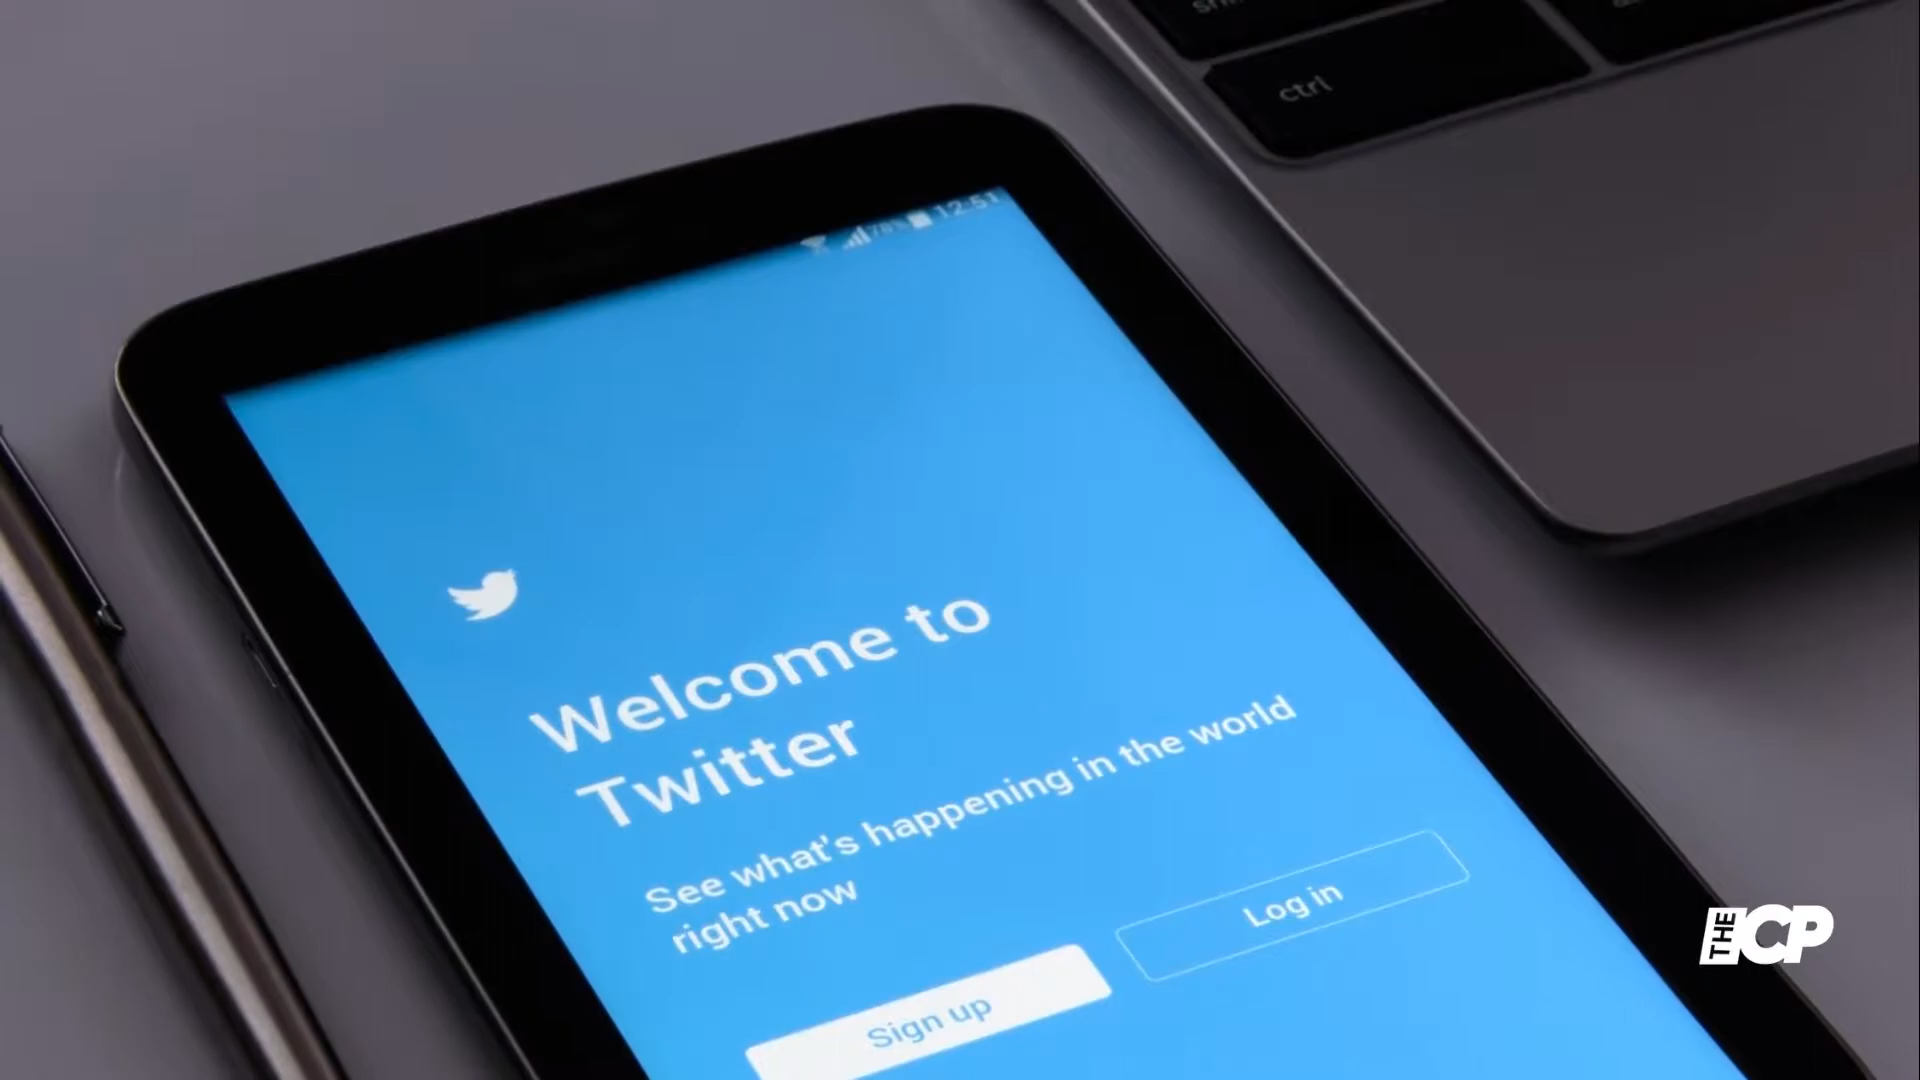 ctrl
12:51
Welcome to
Twitter
See what's happening in the world
right now
Log in
Sign up
THE CP